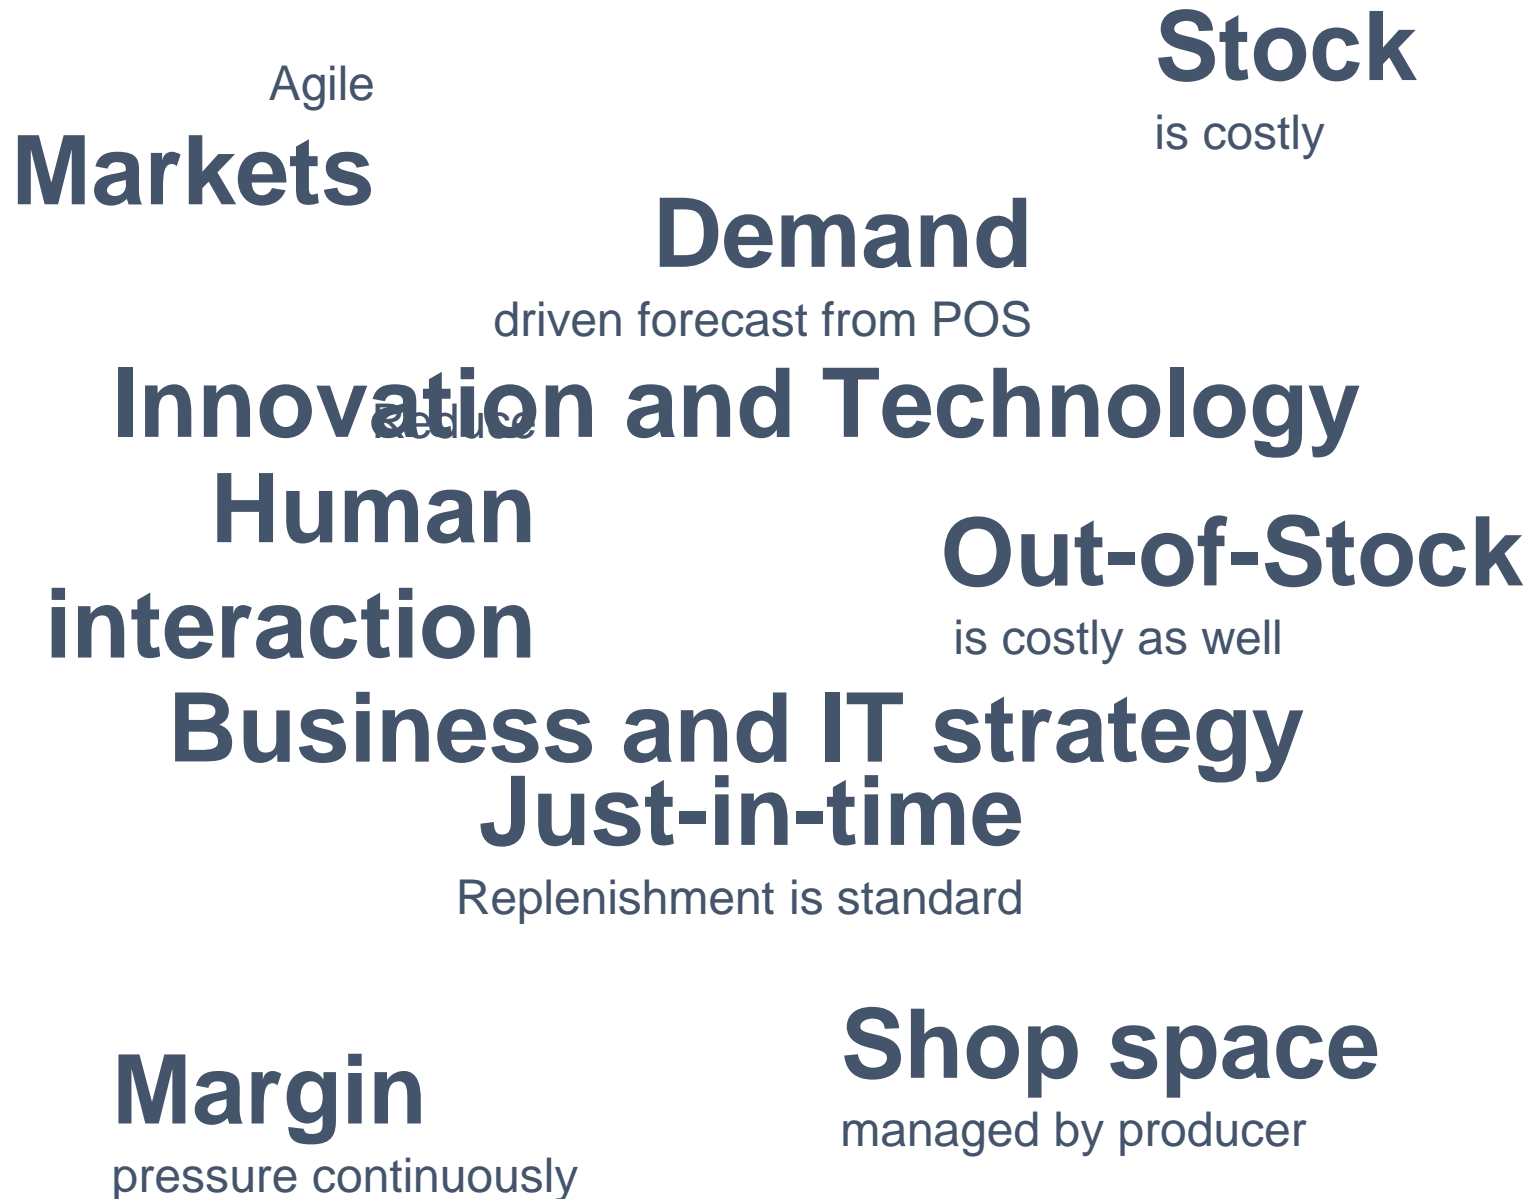 Stock
is costly
Agile
Markets
Demand
driven forecast from POS
Innovation and Technology
Reduce
Human
interaction
Out-of-Stock
is costly as well
Business and IT strategy
Just-in-time
Replenishment is standard
Shop space
managed by producer
Margin
pressure continuously